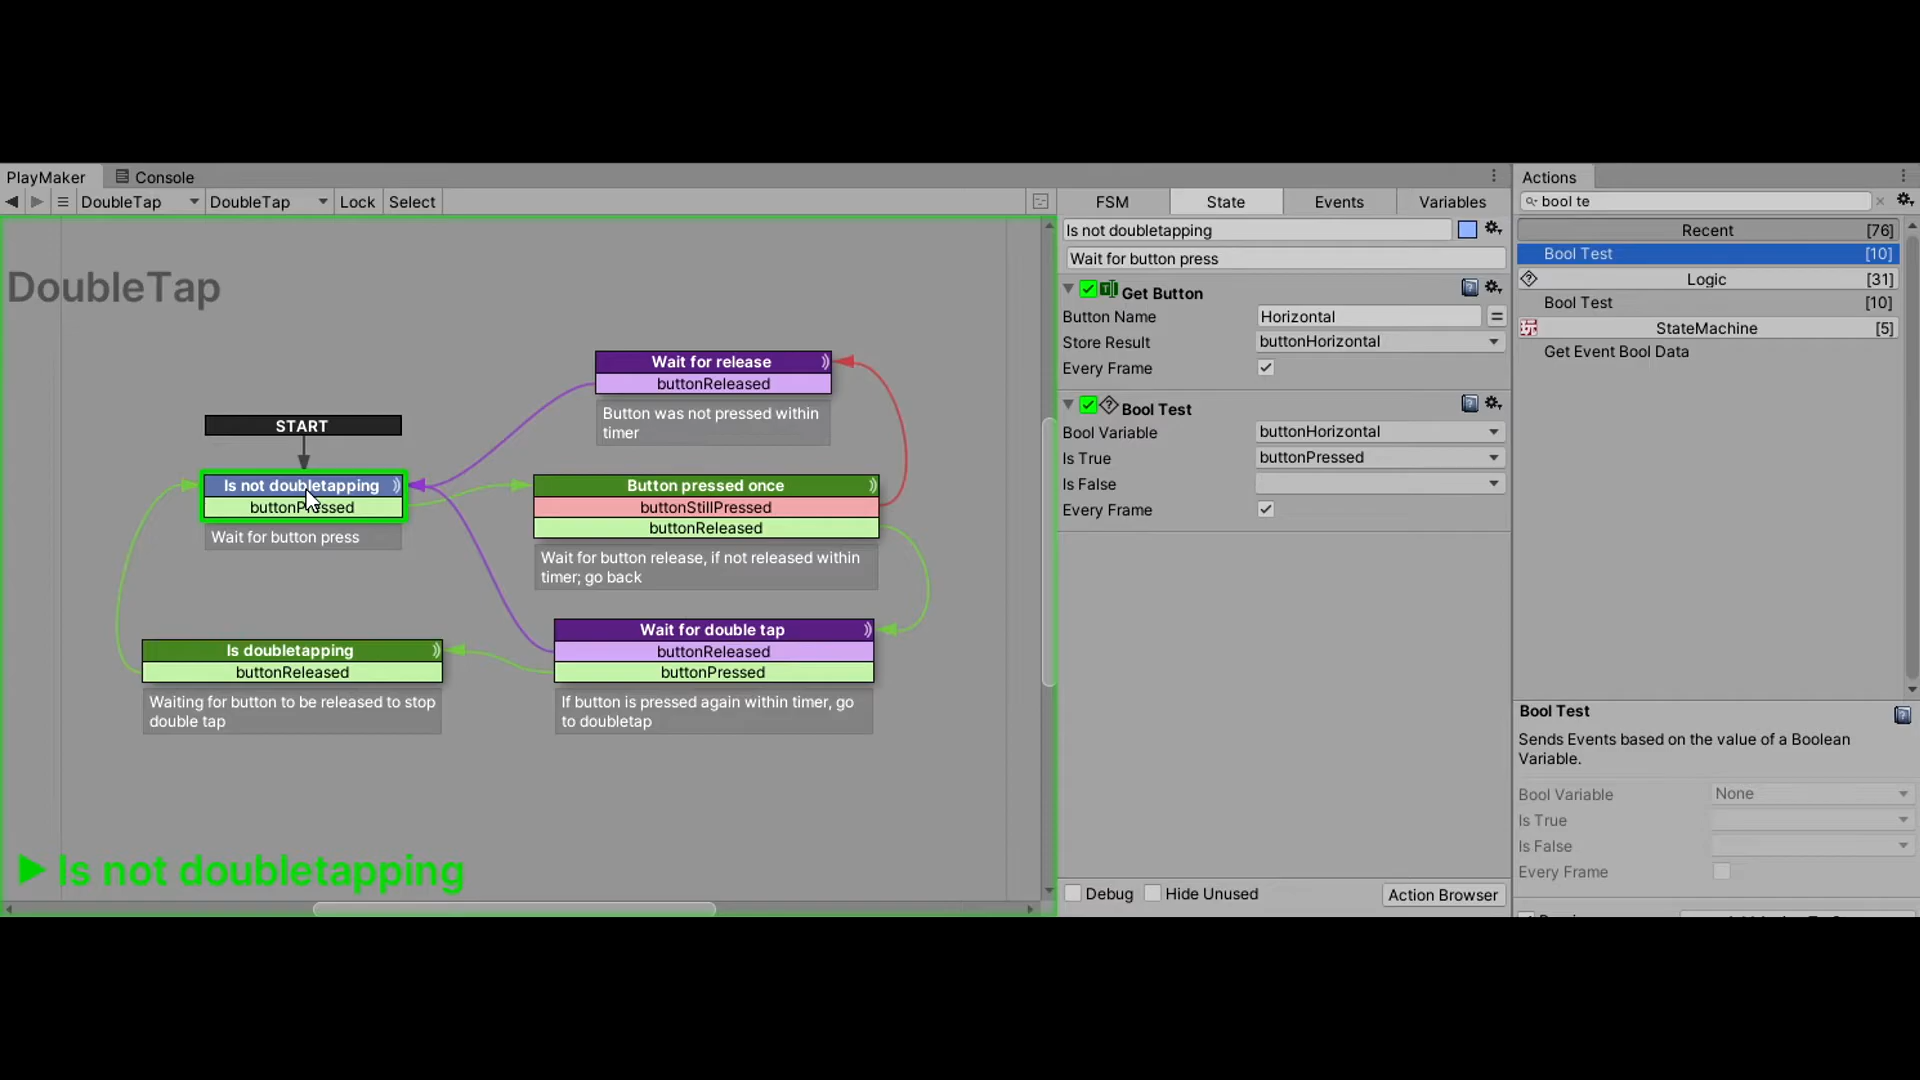 PlayMaker
Console
DoubleTap
DoubleTap
Lock
Select
DoubleTap
START
Is not doubletapping
buttonPressed
Wait for button press
Wait for release
buttonReleased
Button was not pressed within
timer
Button pressed once
buttonStillPressed
buttonReleased
Wait for button release, if not released within
timer; go back
Is doubletapping
buttonReleased
Waiting for button to be released to stop
double tap
Wait for double tap
buttonReleased
buttonPressed
If button is pressed again within timer, go
to doubletap
Is not doubletapping
FSM
State
Events
Variables
Is not doubletapping
Wait for button press
Get Button
Button Name
Horizontal
Store Result
buttonHorizontal
Every Frame
Bool Test
Bool Variable
buttonHorizontal
Is True
buttonPressed
Is False
Every Frame
Debug
Hide Unused
Action Browser
Actions
bool te
Recent [76]
Bool Test [10]
Logic [31]
Bool Test [10]
StateMachine [5]
Get Event Bool Data
Bool Test
Sends Events based on the value of a Boolean
Variable.
Bool Variable
None
Is True
Is False
Every Frame